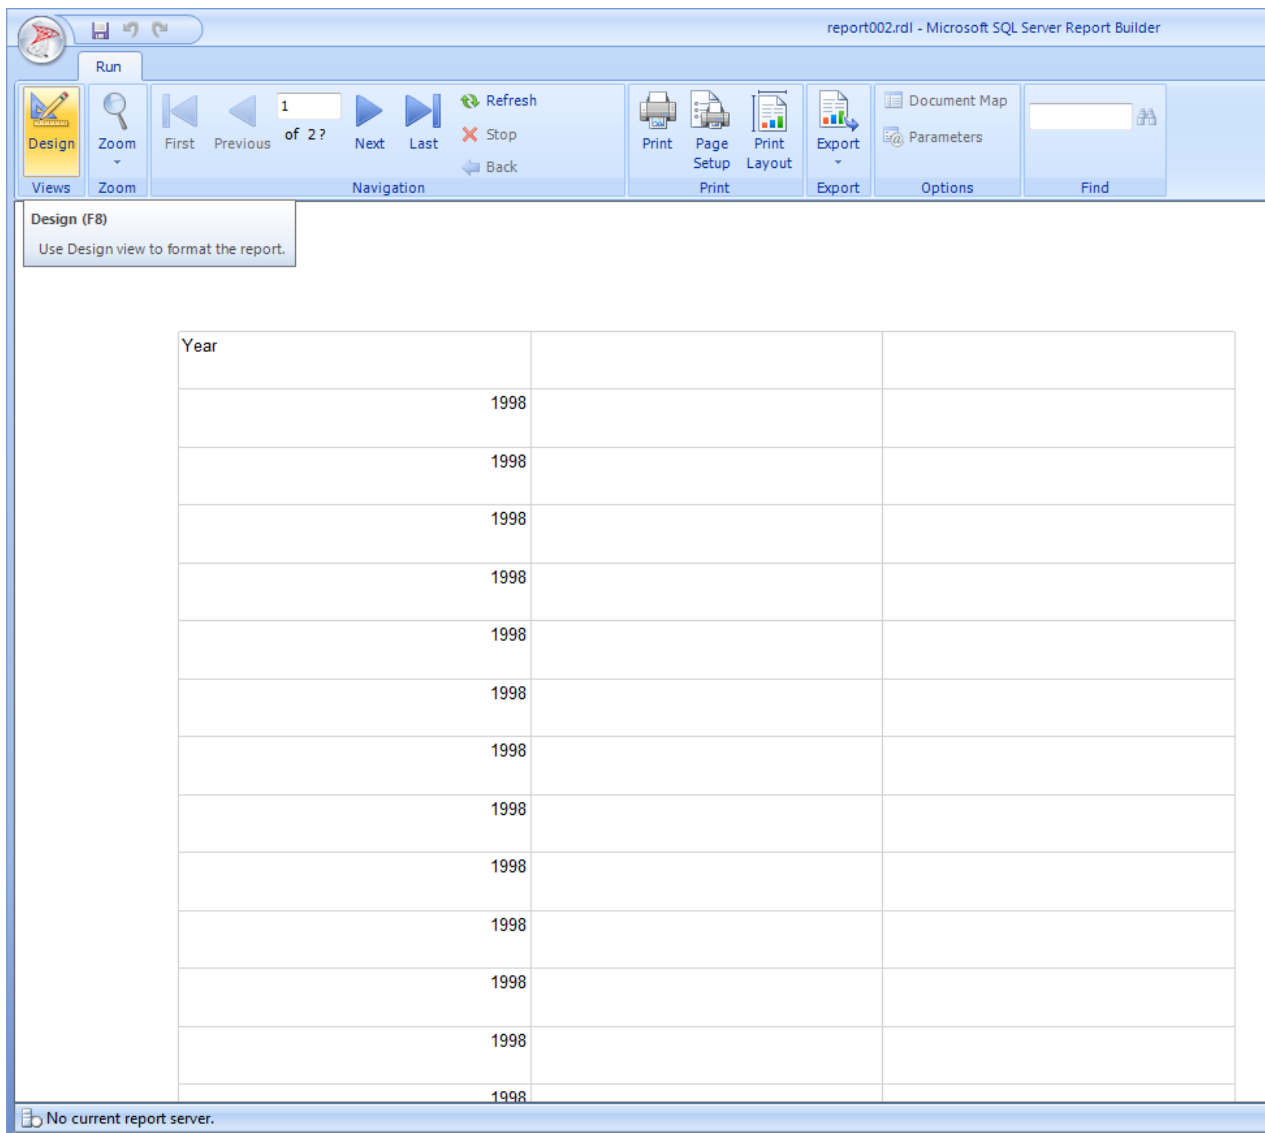 report002.rdl - Microsoft SQL Server Report Builder
Run
Design
Zoom
First
Previous
1
of 2?
Next
Last
Refresh
Stop
Back
Print
Page Setup
Print Layout
Export
Document Map
Parameters
Views
Zoom
Navigation
Print
Export
Options
Find
Design (F8)
Use Design view to format the report.
Year
1998
1998
1998
1998
1998
1998
1998
1998
1998
1998
1998
1998
1998
No current report server.